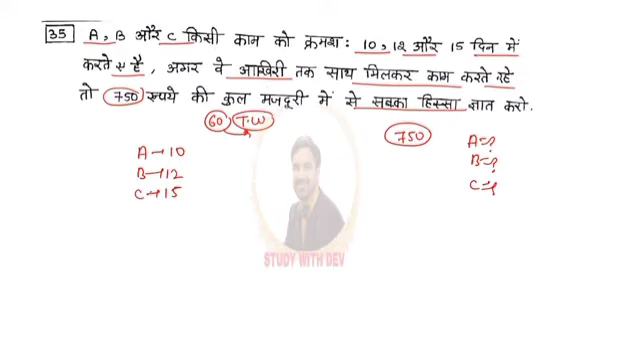 35 A, B और C किसी काम को क्रमश: 10, 12 और 15 दिन में
करते है, अगर वे आखिरी तक साथ मिलकर काम करते रहे
तो 750 रूपये की कुल मजदूरी में से सबका हिस्सा ज्ञात करो.
60 T.W 750
A→10 A=?
B→12 B=?
C→15 C=?
STUDY WITH DEV